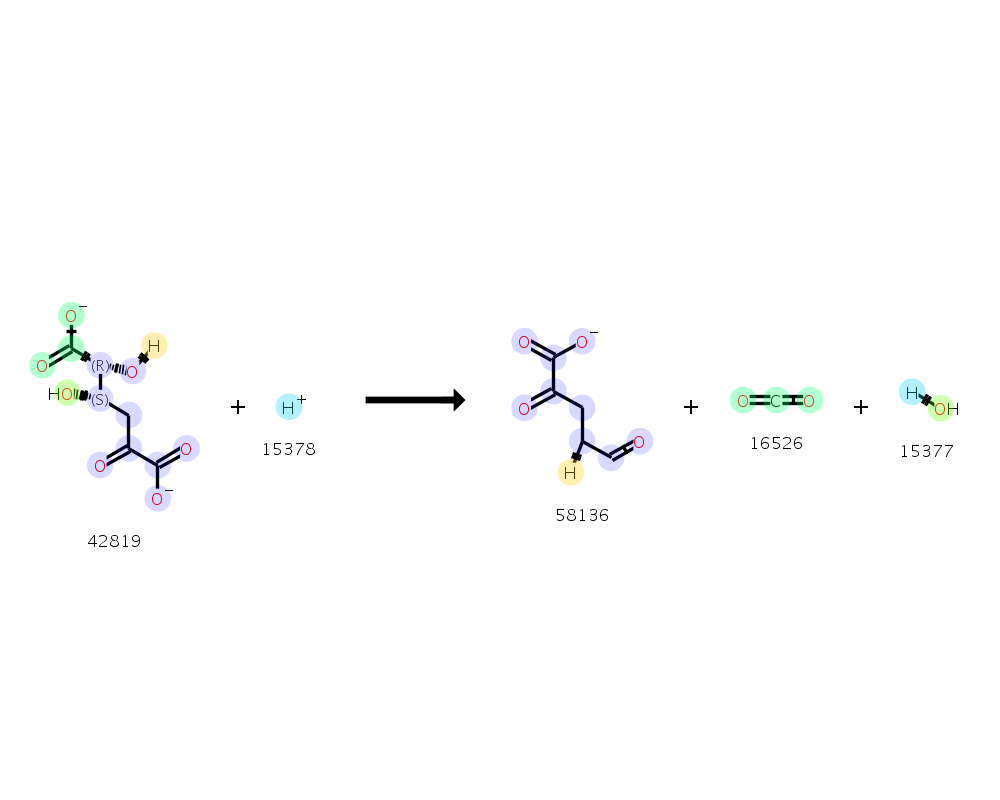 O−
H
O
(R)
O
HO
(S)
O
O
O−
42819
+
H+
15378
O
O−
O
O
H
58136
+
O
C
O
16526
+
H
OH
15377